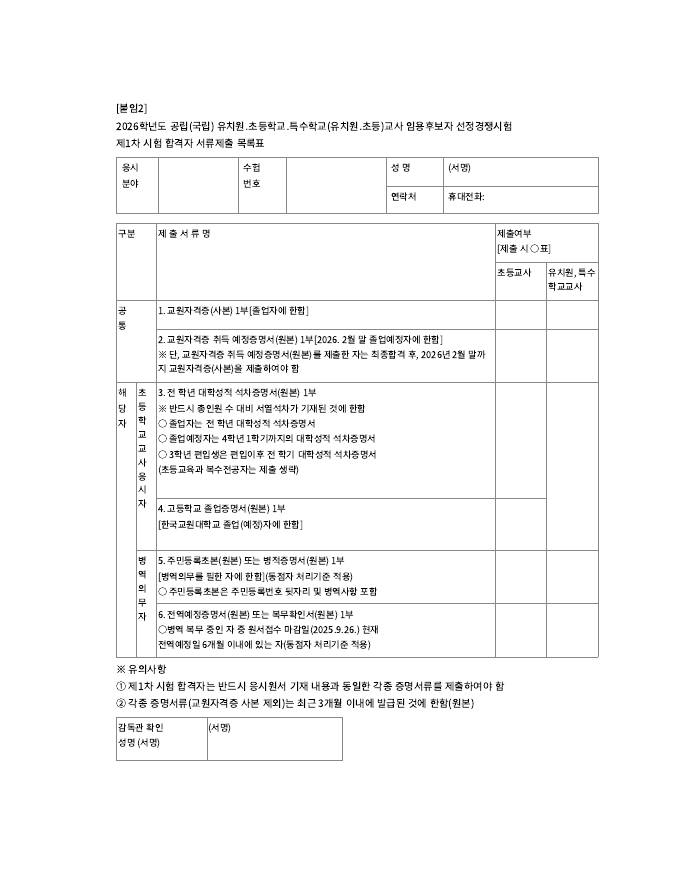 [붙임2]
2026학년도 공립(국립) 유치원.초등학교.특수학교(유치원.초등)교사 임용후보자 선정경쟁시험
제1차 시험 합격자 서류제출 목록표
응시
분야
수험
번호
성 명
(서명)
연락처
휴대전화:
구분
제 출 서 류 명
제출여부
[제출 시 ○표]
초등교사
유치원, 특수
학교교사
공
통
1. 교원자격증(사본) 1부[졸업자에 한함]
2. 교원자격증 취득 예정증명서(원본) 1부[2026. 2월 말 졸업예정자에 한함]
※ 단, 교원자격증 취득 예정증명서(원본)를 제출한 자는 최종합격 후, 2026년 2월 말까
지 교원자격증(사본)을 제출하여야 함
해
당
자
초
등
학
교
교
사
응
시
자
3. 전 학년 대학성적 석차증명서(원본) 1부
※ 반드시 총인원 수 대비 서열석차가 기재된 것에 한함
○ 졸업자는 전 학년 대학성적 석차증명서
○ 졸업예정자는 4학년 1학기까지의 대학성적 석차증명서
○ 3학년 편입생은 편입이후 전 학기 대학성적 석차증명서
(초등교육과 복수전공자는 제출 생략)
4. 고등학교 졸업증명서(원본) 1부
[한국교원대학교 졸업(예정)자에 한함]
병
역
의
무
자
5. 주민등록초본(원본) 또는 병적증명서(원본) 1부
[병역의무를 필한 자에 한함](동점자 처리기준 적용)
○ 주민등록초본은 주민등록번호 뒷자리 및 병역사항 포함
6. 전역예정증명서(원본) 또는 복무확인서(원본) 1부
○병역 복무 중인 자 중 원서접수 마감일(2025.9.26.) 현재
전역예정일 6개월 이내에 있는 자(동점자 처리기준 적용)
※ 유의사항
① 제1차 시험 합격자는 반드시 응시원서 기재 내용과 동일한 각종 증명서류를 제출하여야 함
② 각종 증명서류(교원자격증 사본 제외)는 최근 3개월 이내에 발급된 것에 한함(원본)
감독관 확인
성명 (서명)
(서명)